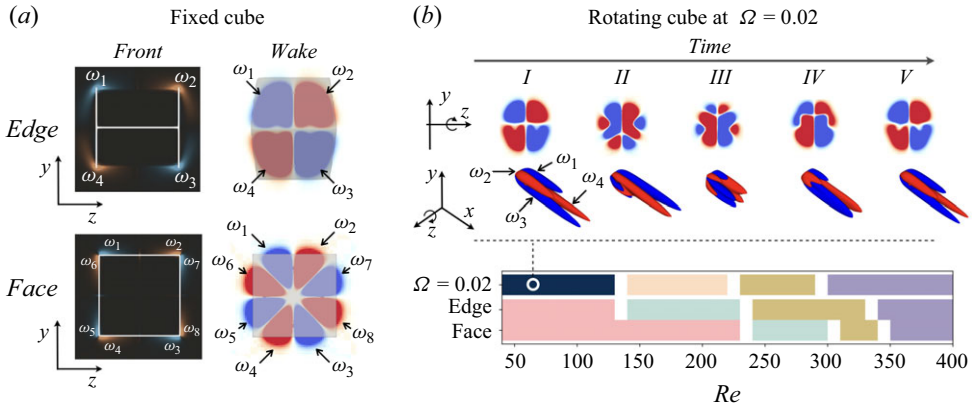 (a)
Fixed cube
Front
Wake
Edge
ω1
ω2
ω4
ω3
y
z
ω1
ω2
ω4
ω3
Face
ω1
ω2
ω6
ω7
ω5
ω8
ω4
ω3
y
z
ω1
ω2
ω6
ω7
ω5
ω8
ω4
ω3
(b)
Rotating cube at Ω = 0.02
Time
I II III IV V
y
z
y
x
z
ω2
ω1
ω4
ω3
Ω = 0.02
Edge
Face
50 100 150 200 250 300 350 400
Re